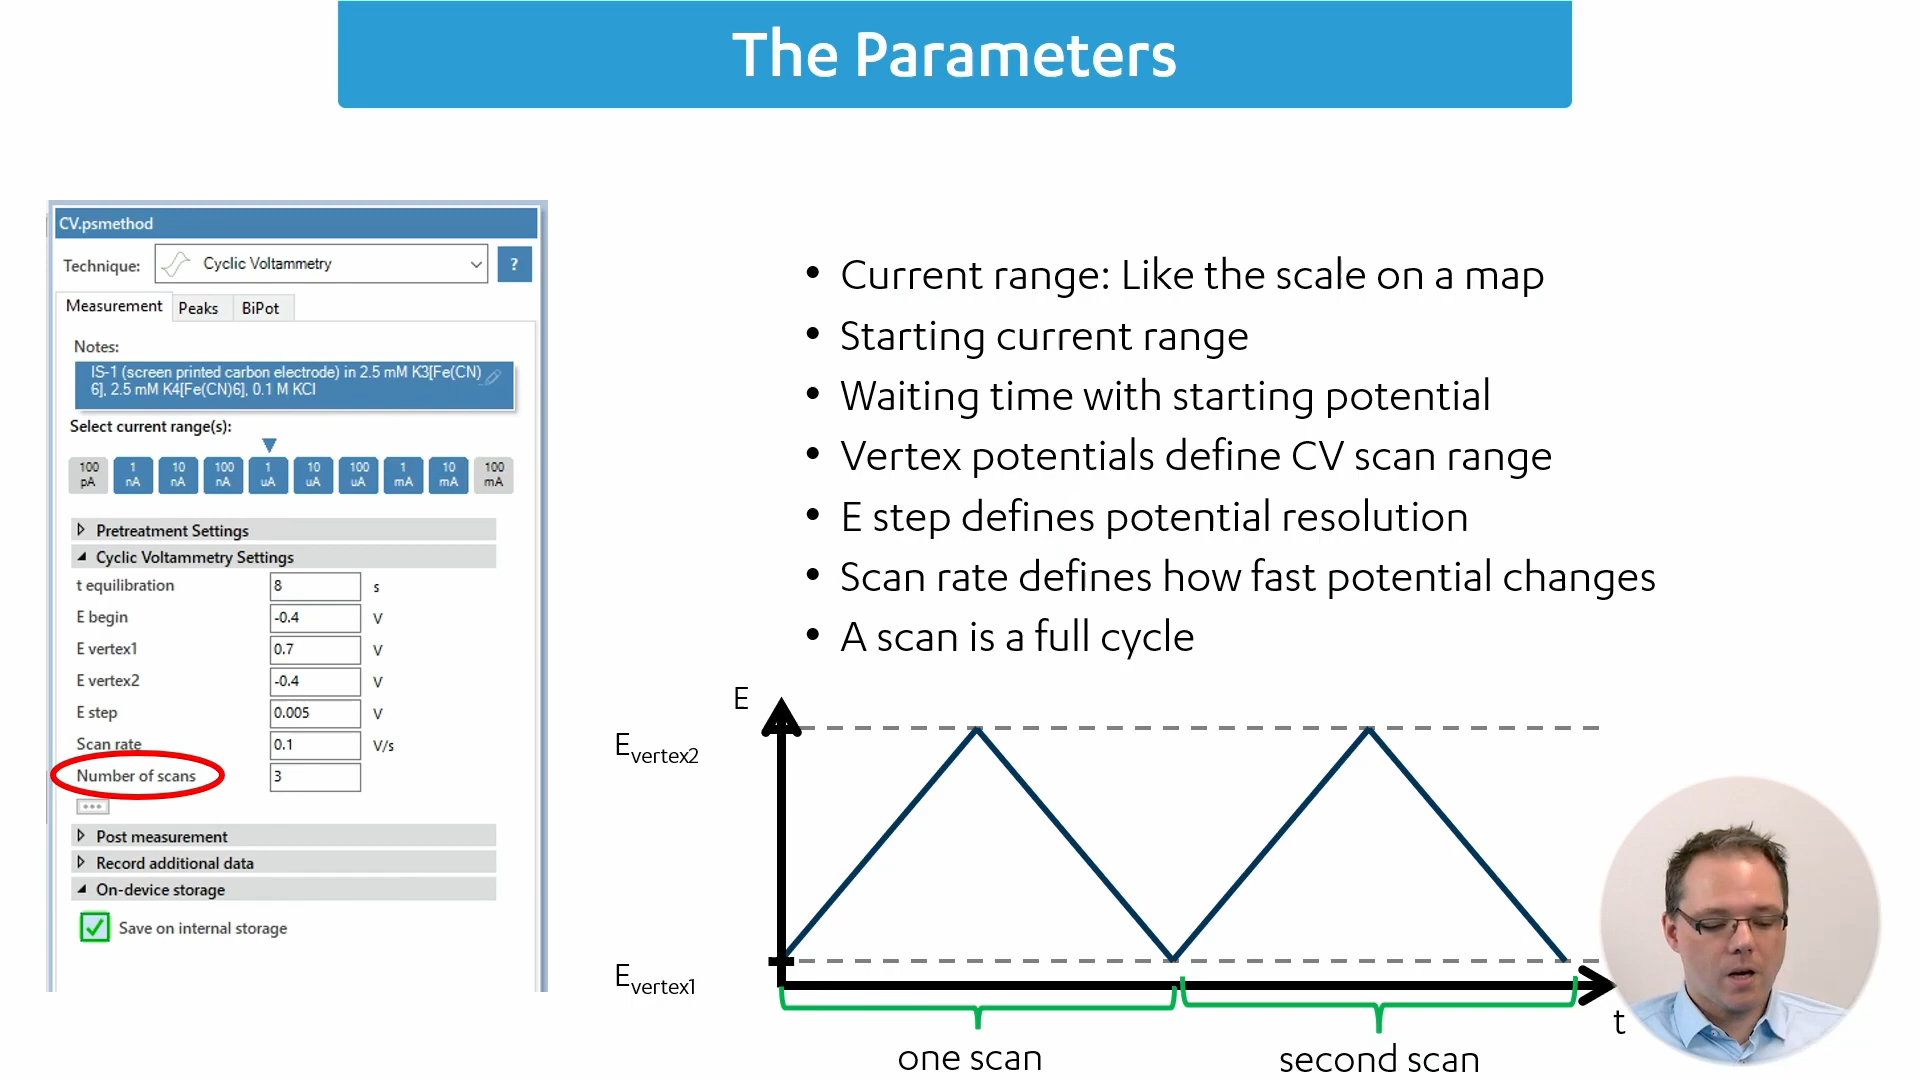 The Parameters
CV.psmethod
Technique:
Cyclic Voltammetry
?
Measurement
Peaks
BiPot
Notes:
IS-1 (screen printed carbon electrode) in 2.5 mM K3[Fe(CN)
6], 2.5 mM K4[Fe(CN)6], 0.1 M KCl
Select current range(s):
100 pA
1 nA
10 nA
100 nA
1 uA
10 uA
100 uA
1 mA
10 mA
100 mA
Pretreatment Settings
Cyclic Voltammetry Settings
t equilibration 8 s
E begin -0.4 V
E vertex1 0.7 V
E vertex2 -0.4 V
E step 0.005 V
Scan rate 0.1 V/s
Number of scans 3
Post measurement
Record additional data
On-device storage
Save on internal storage
• Current range: Like the scale on a map
• Starting current range
• Waiting time with starting potential
• Vertex potentials define CV scan range
• E step defines potential resolution
• Scan rate defines how fast potential changes
• A scan is a full cycle
E
Evertex2
Evertex1
t
one scan
second scan